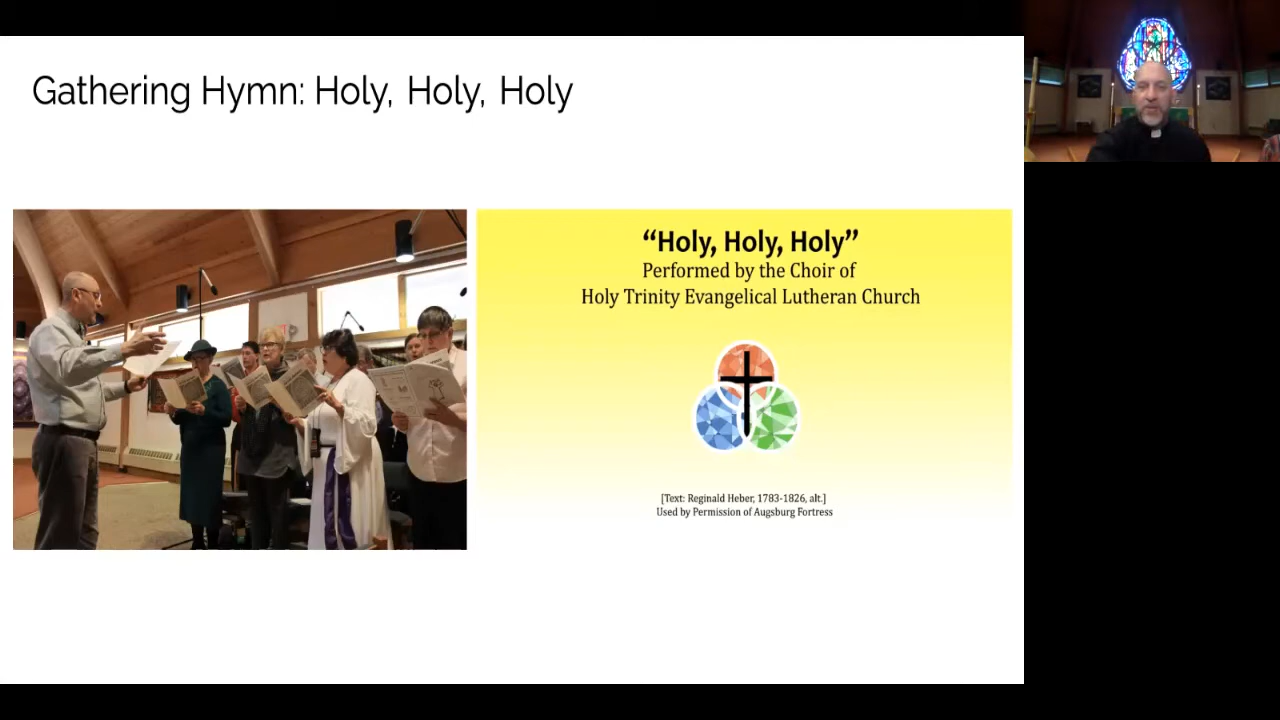 Gathering Hymn: Holy, Holy, Holy
“Holy, Holy, Holy”
Performed by the Choir of
Holy Trinity Evangelical Lutheran Church
[Text: Reginald Heber, 1783-1826, alt.]
Used by Permission of Augsburg Fortress